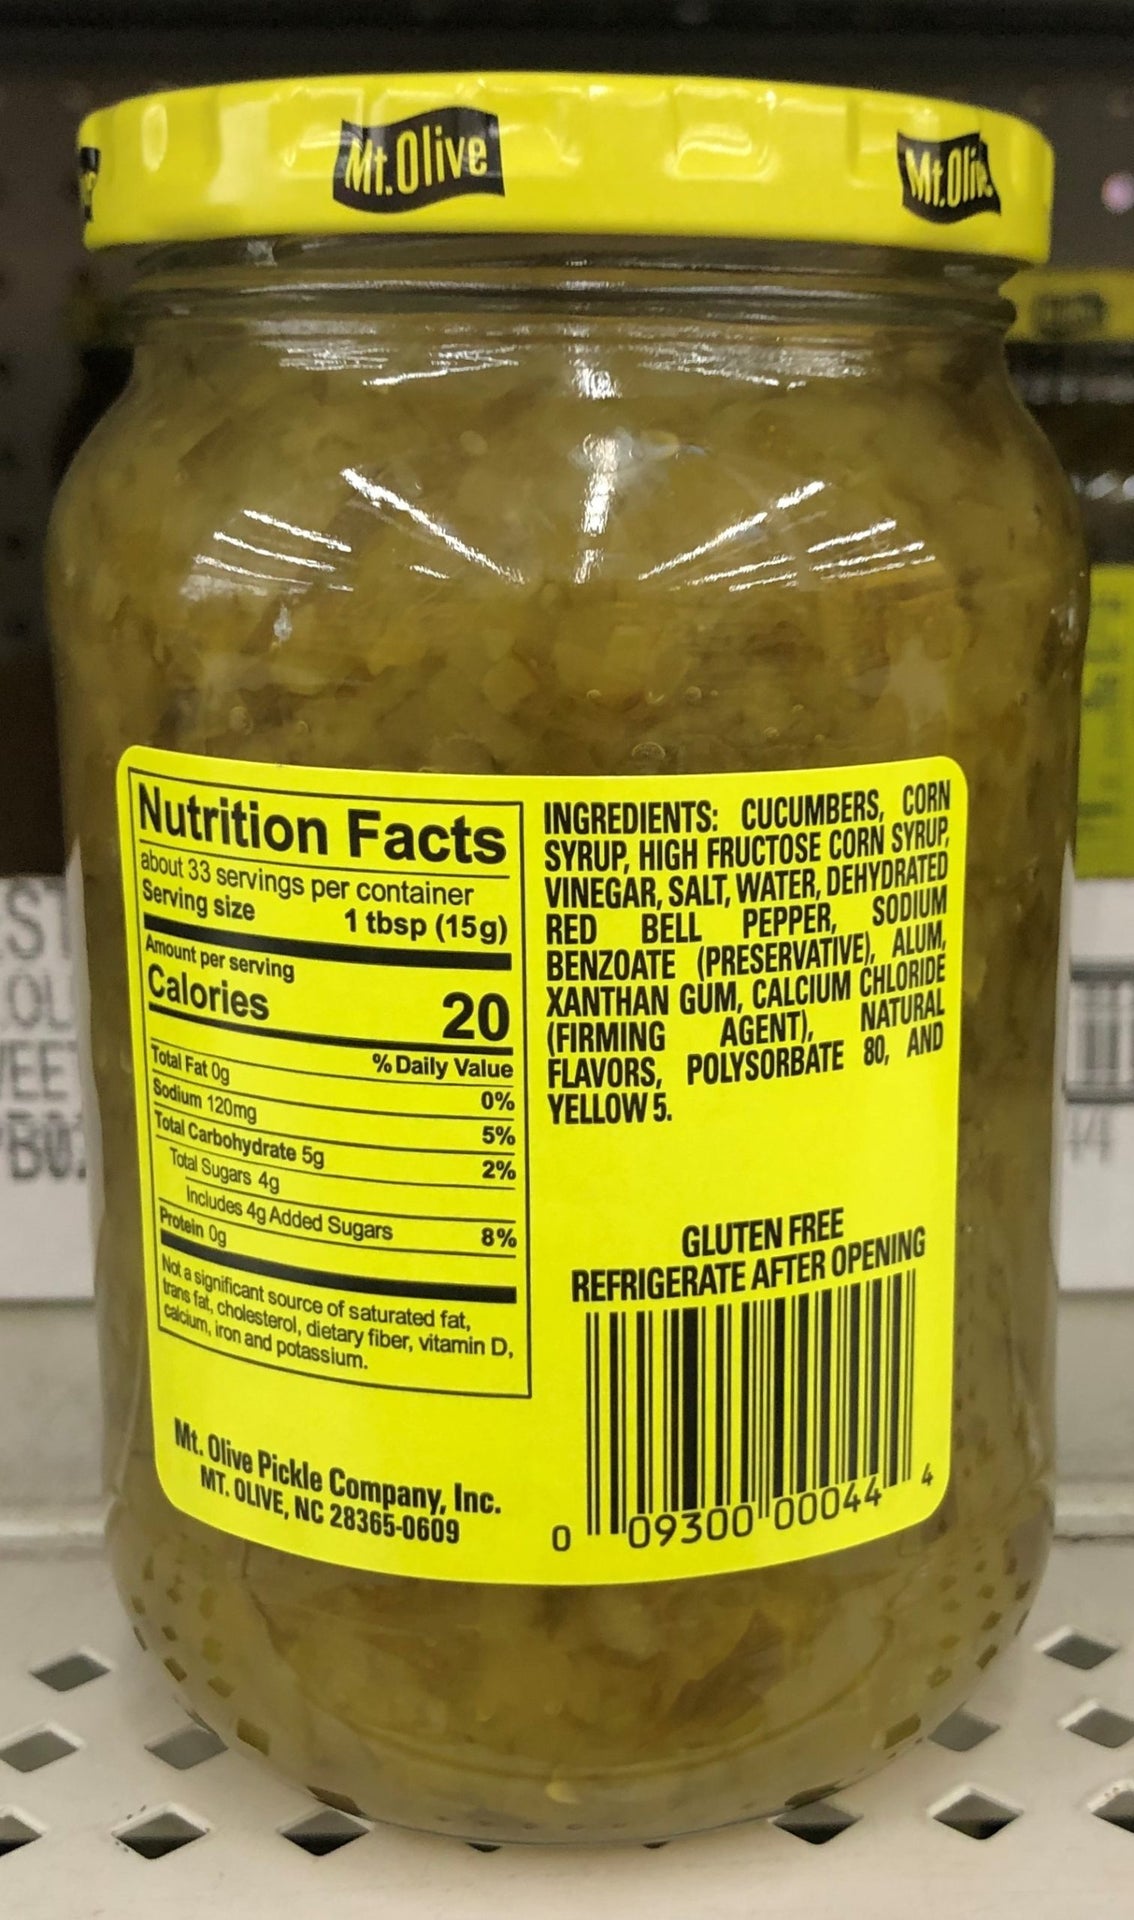 Mt.Olive
Mt.Oli
Nutrition Facts
about 33 servings per container
Serving size 1 tbsp (15g)
Amount per serving
Calories 20
% Daily Value
Total Fat 0g 0%
Sodium 120mg 5%
Total Carbohydrate 5g 2%
Total Sugars 4g
Includes 4g Added Sugars 8%
Protein 0g
Not a significant source of saturated fat,
trans fat, cholesterol, dietary fiber, vitamin D,
calcium, iron and potassium.
Mt. Olive Pickle Company, Inc.
MT. OLIVE, NC 28365-0609
INGREDIENTS: CUCUMBERS, CORN
SYRUP, HIGH FRUCTOSE CORN SYRUP,
VINEGAR, SALT, WATER, DEHYDRATED
RED BELL PEPPER, SODIUM
BENZOATE (PRESERVATIVE), ALUM,
XANTHAN GUM, CALCIUM CHLORIDE
(FIRMING AGENT), NATURAL
FLAVORS, POLYSORBATE 80, AND
YELLOW 5.
GLUTEN FREE
REFRIGERATE AFTER OPENING
0 09300 00044 4